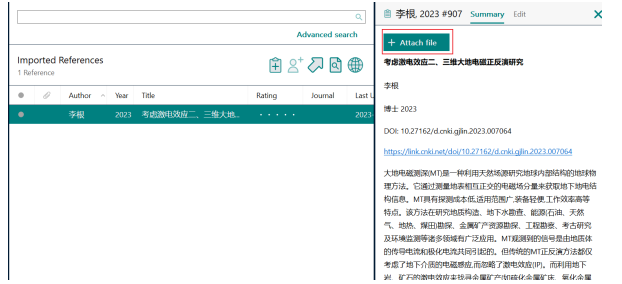 Advanced search
Imported References
1 Reference
Author Year Title Rating Journal Last U
李根 2023 考虑激电效应二、三维大地... · · · · · 2023-
李根, 2023 #907 Summary Edit X
+ Attach file
考虑激电效应二、三维大地电磁正反演研究
李根
博士 2023
DOI: 10.27162/d.cnki.gjlin.2023.007064
https://link.cnki.net/doi/10.27162/d.cnki.gjlin.2023.007064
大地电磁测深(MT)是一种利用天然场源研究地球内部结构的地球物
理方法。它通过测量地表相互正交的电磁场分量来获取地下地电结
构信息。MT具有探测成本低,适用范围广,装备轻便,工作效率高等
特点。该方法在研究地质构造、地下水勘查、能源(石油、天然
气、地热、煤田)勘探、金属矿产资源勘探、工程勘察、考古研究
及环境监测等诸多领域有广泛应用。MT观测到的信号是由地质体
的传导电流和极化电流共同引起的。但传统的MT正反演方法都仅
考虑了地下介质的电磁感应,而忽略了激电效应(IP)。而利用地下
岩、矿石的激电效应来找寻金属矿产(如硫化金属矿床、氧化金属